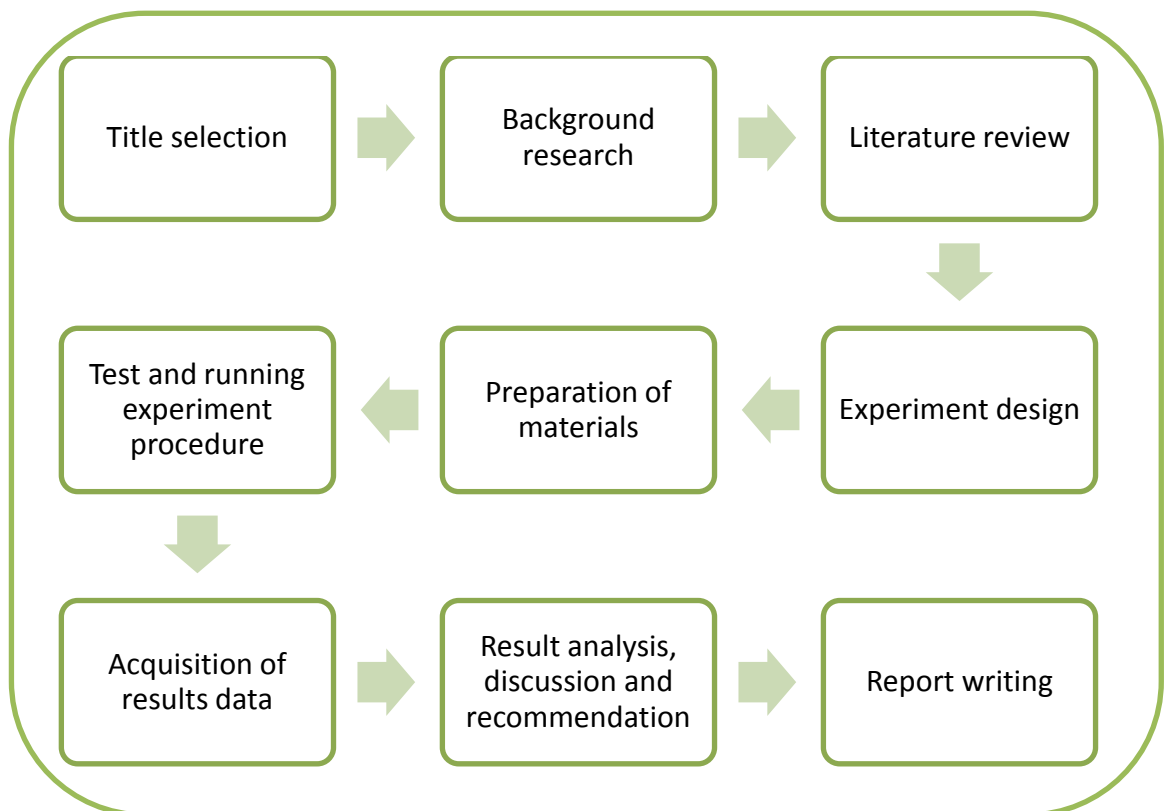 Title selection
Background
research
Literature review
Experiment design
Preparation of
materials
Test and running
experiment
procedure
Acquisition of
results data
Result analysis,
discussion and
recommendation
Report writing